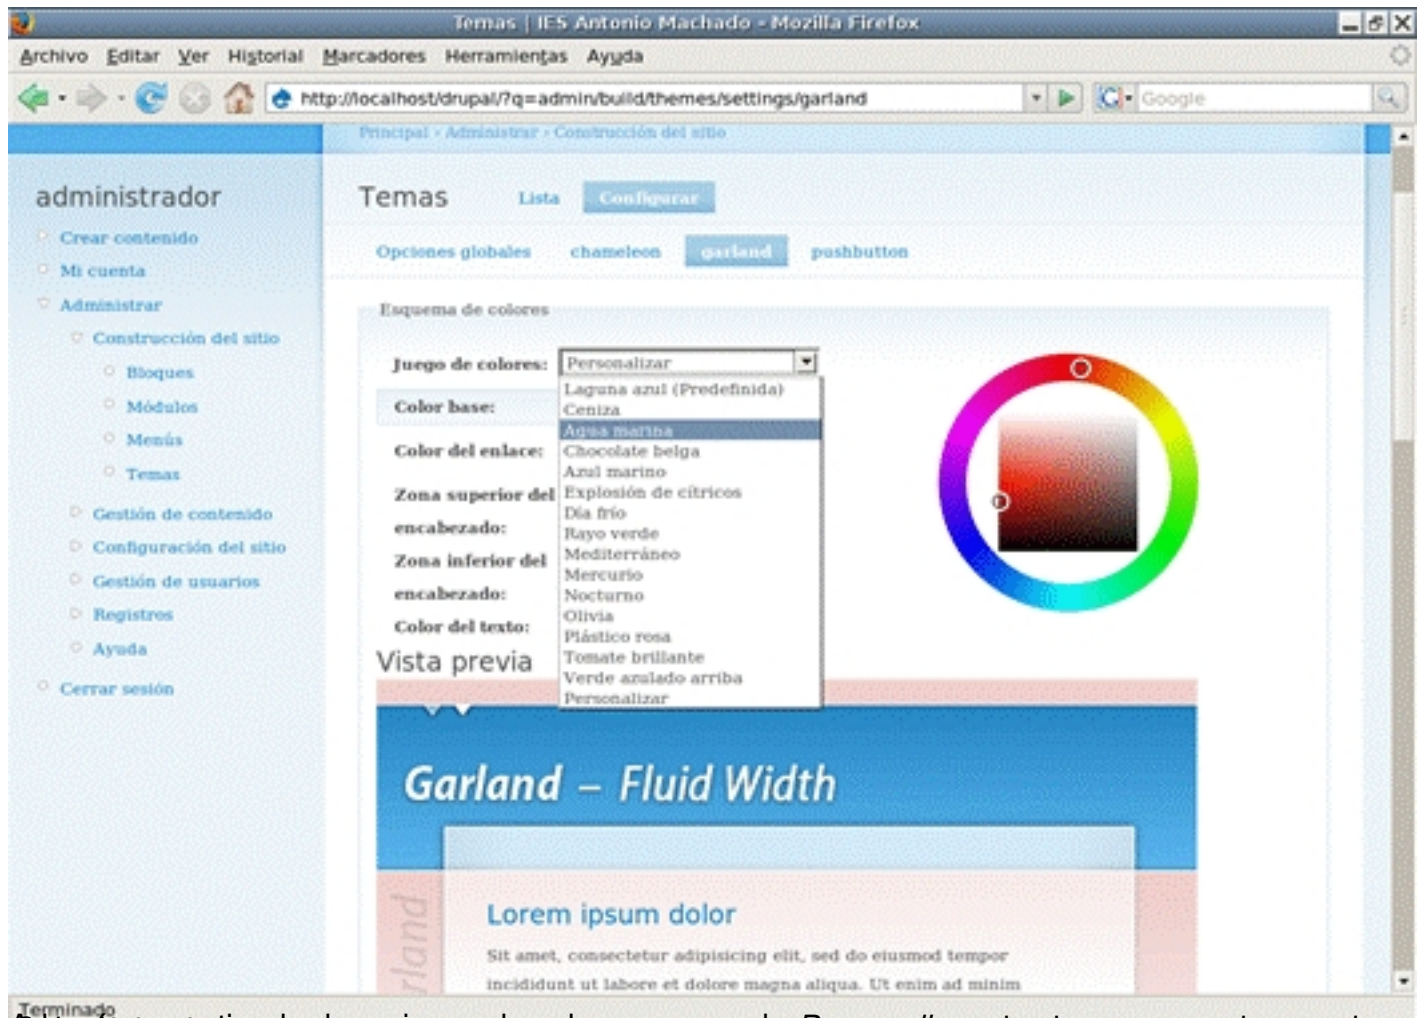 Temas | IES Antonio Machado - Mozilla Firefox
Archivo Editar Ver Historial Marcadores Herramientas Ayuda
http://localhost/drupal/?q=admin/build/themes/settings/garland
Google
Principal › Administrar › Construcción del sitio
administrador
Crear contenido
Mi cuenta
Administrar
Construcción del sitio
Bloques
Módulos
Menús
Temas
Gestión de contenido
Configuración del sitio
Gestión de usuarios
Registros
Ayuda
Cerrar sesión
Temas Lista Configurar
Opciones globales chameleon garland pushbutton
Esquema de colores
Juego de colores: Personalizar
Color base:
Color del enlace:
Zona superior del
encabezado:
Zona inferior del
encabezado:
Color del texto:
Laguna azul (Predefinida)
Ceniza
Agua marina
Chocolate belga
Azul marino
Explosión de cítricos
Día frío
Rayo verde
Mediterráneo
Mercurio
Nocturno
Olivia
Plástico rosa
Tomate brillante
Verde azulado arriba
Personalizar
Vista previa
Garland – Fluid Width
rland
Lorem ipsum dolor
Sit amet, consectetur adipisicing elit, sed do eiusmod tempor
incididunt ut labore et dolore magna aliqua. Ut enim ad minim
Terminado